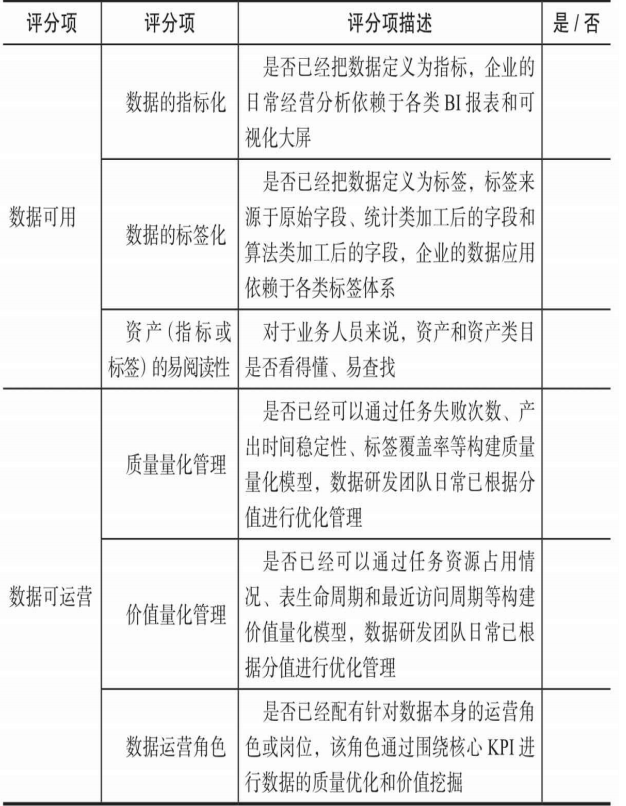 评分项 评分项 评分项描述 是/否
数据可用
数据的指标化
是否已经把数据定义为指标，企业的
日常经营分析依赖于各类 BI 报表和可
视化大屏
数据的标签化
是否已经把数据定义为标签，标签来
源于原始字段、统计类加工后的字段和
算法类加工后的字段，企业的数据应用
依赖于各类标签体系
资产（指标或
标签）的易阅读性
对于业务人员来说，资产和资产类目
是否看得懂、易查找
数据可运营
质量量化管理
是否已经可以通过任务失败次数、产
出时间稳定性、标签覆盖率等构建质量
量化模型，数据研发团队日常已根据分
值进行优化管理
价值量化管理
是否已经可以通过任务资源占用情
况、表生命周期和最近访问周期等构建
价值量化模型，数据研发团队日常已根
据分值进行优化管理
数据运营角色
是否已经配有针对数据本身的运营角
色或岗位，该角色通过围绕核心 KPI 进
行数据的质量优化和价值挖掘